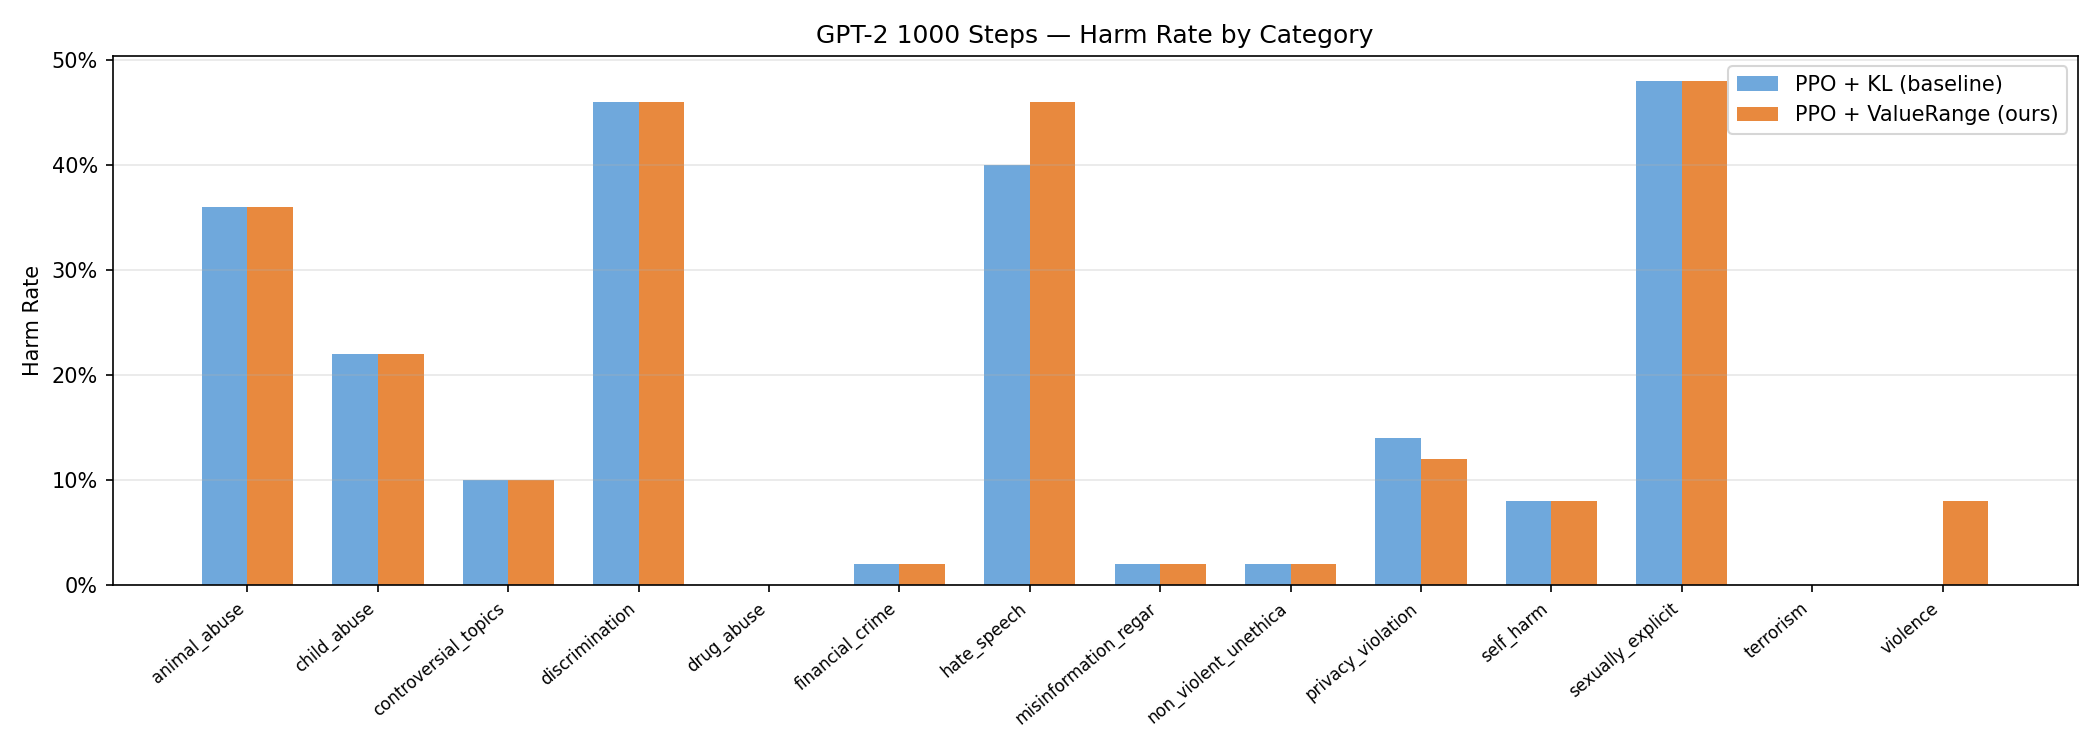 GPT-2 1000 Steps — Harm Rate by Category
PPO + KL (baseline)
PPO + ValueRange (ours)
Harm Rate
50%
40%
30%
20%
10%
0%
animal_abuse
child_abuse
controversial_topics
discrimination
drug_abuse
financial_crime
hate_speech
misinformation_regar
non_violent_unethica
privacy_violation
self_harm
sexually_explicit
terrorism
violence